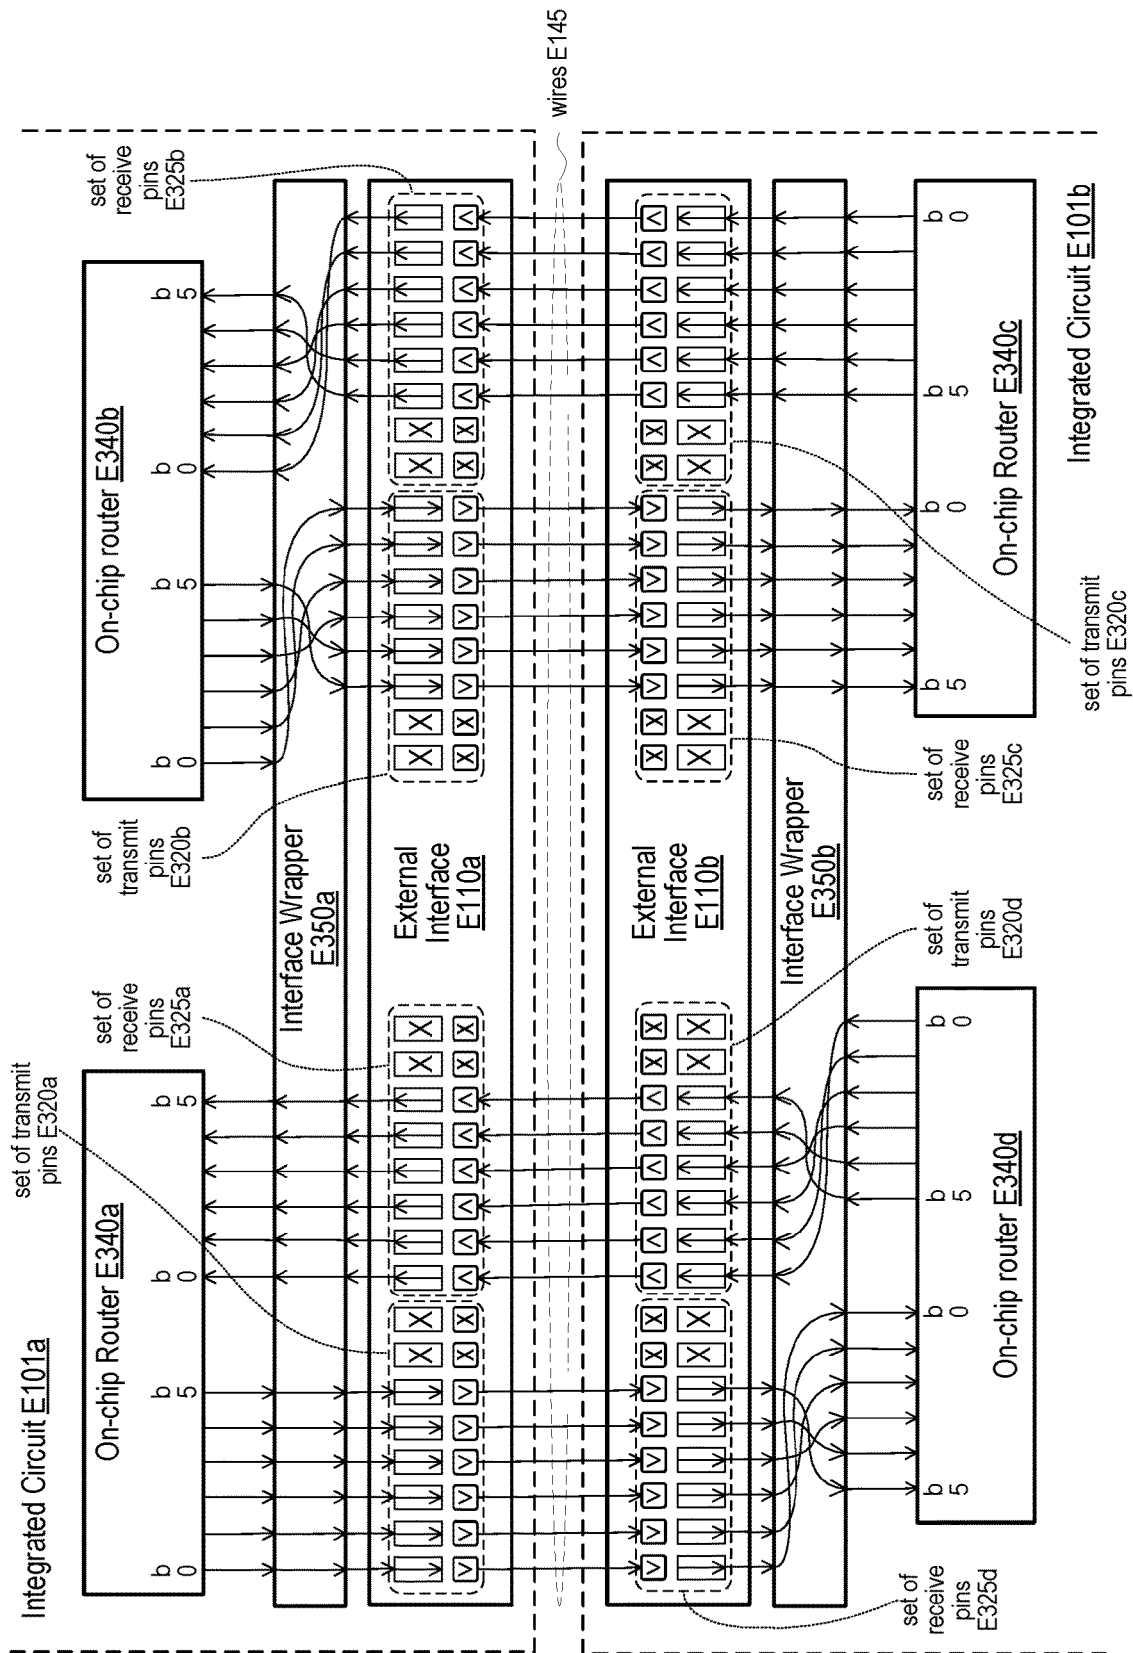 Integrated Circuit E101a
set of transmit
pins E320a
set of
receive
pins
E325a
set of
transmit
pins
E320b
set of
receive
pins
E325b
On-chip Router E340a
b
0
b
5
b
0
b
5
On-chip router E340b
b
0
b
5
b
0
b
5
Interface Wrapper
E350a
External
Interface
E110a
X X X X
X X X X
X X X X
X X X X
wires E145
External
Interface
E110b
X X X X
X X X X
X X X X
X X X X
Interface Wrapper
E350b
b
5
b
0
b
5
b
0
On-chip router E340d
b
5
b
0
b
5
b
0
On-chip Router E340c
set of
receive
pins
E325d
set of
transmit
pins
E320d
set of
receive
pins
E325c
set of transmit
pins E320c
Integrated Circuit E101b